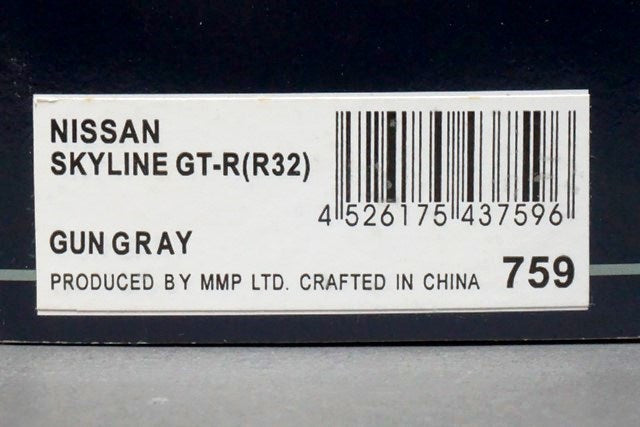 NISSAN
SKYLINE GT-R(R32)
4 526175 437596
GUN GRAY
PRODUCED BY MMP LTD. CRAFTED IN CHINA
759